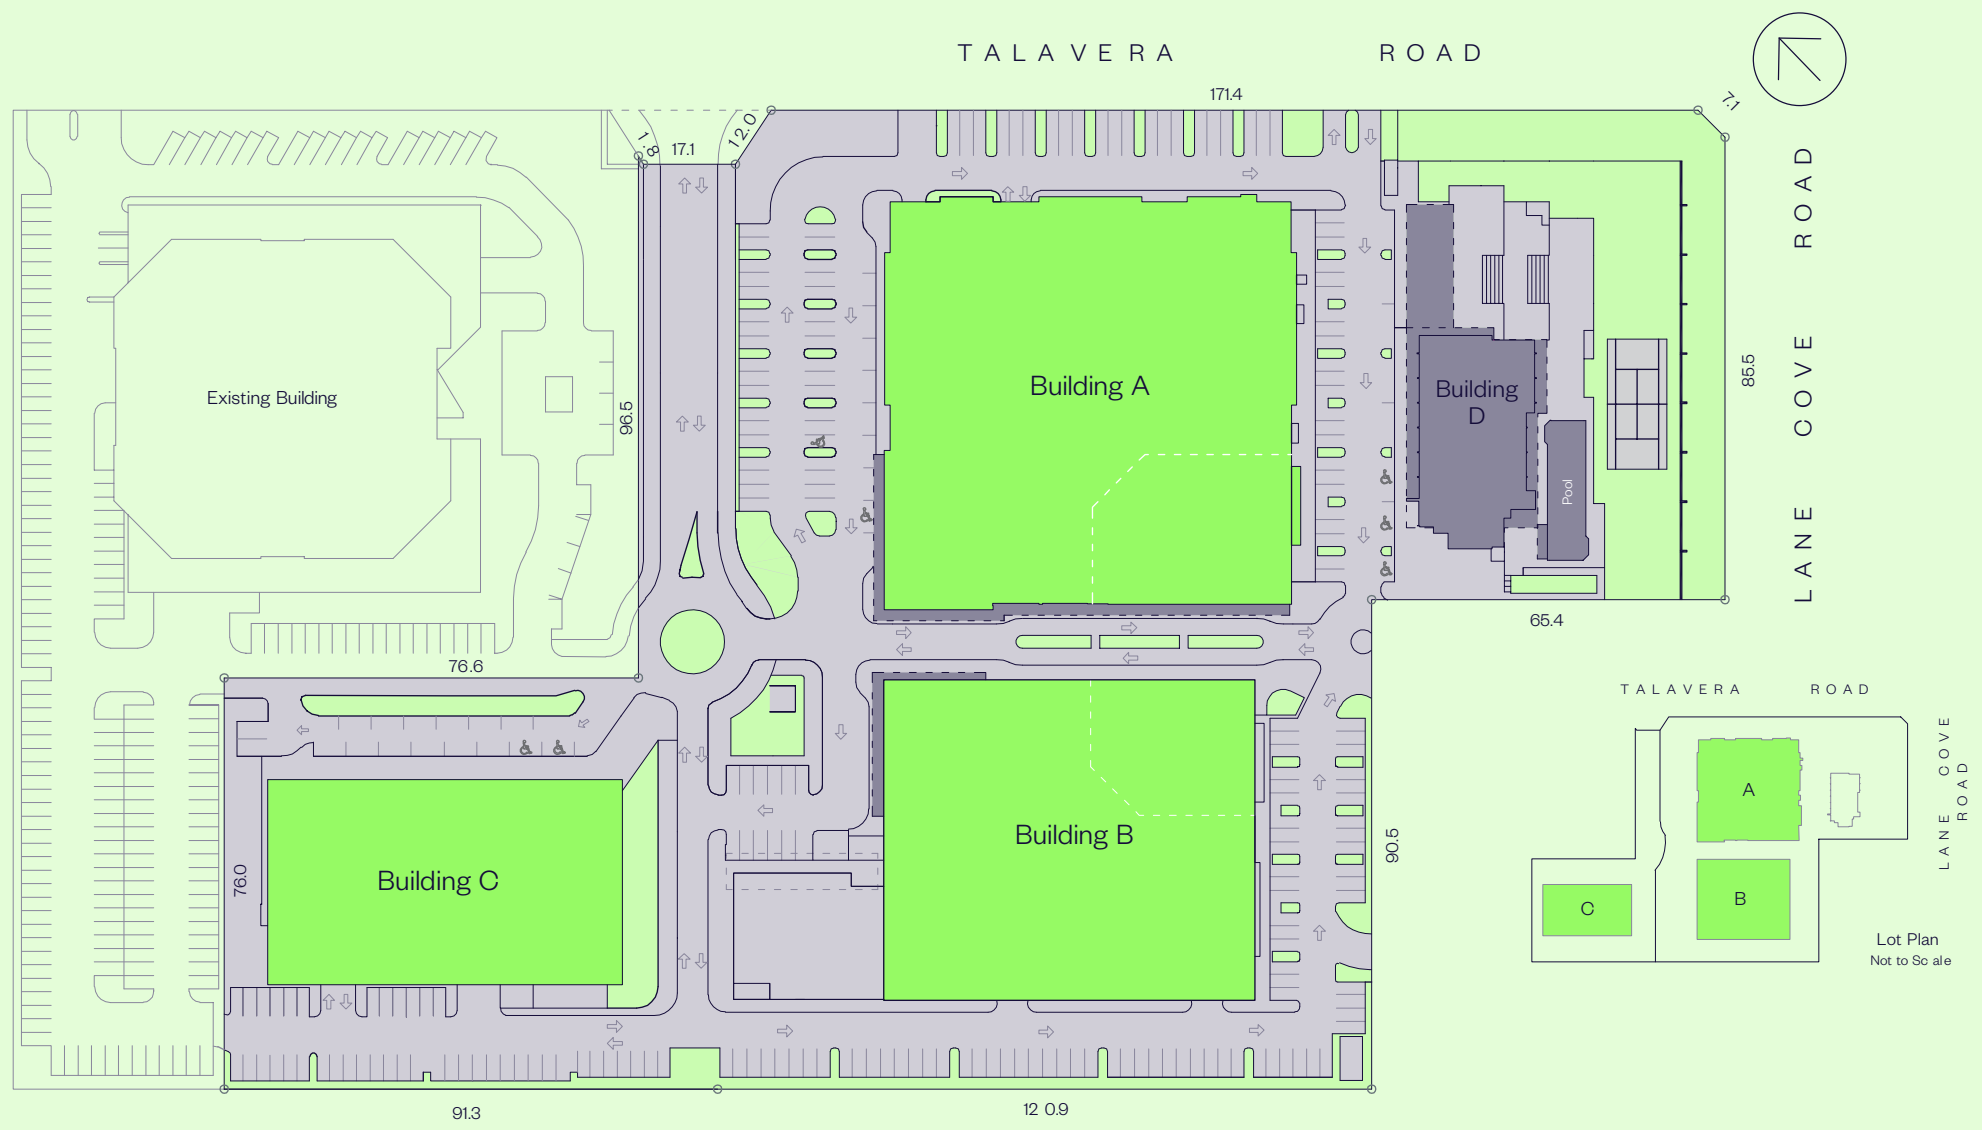 TALAVERA ROAD
171.4
7.1
1.8
17.1
12.0
LANE COVE ROAD
85.5
Existing Building
96.5
Building A
Building
D
Pool
65.4
76.6
76.0
Building C
Building B
90.5
91.3
12 0.9
TALAVERA ROAD
LANE COVE
ROAD
A
B
C
Lot Plan
Not to Sc ale